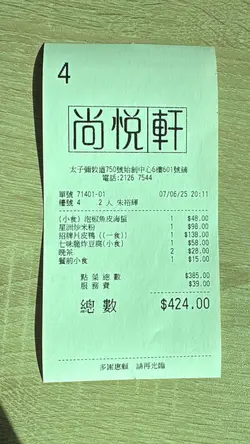 4
尚悅軒
太子彌敦道750號始創中心6樓601號舖
電話:2126 7544
單號 71401-01 07/06/25 20:11
檯號 4 2 人 朱裕輝
(小食) 泡椒魚皮海蜇 1 $48.00
星洲炒米粉 1 $98.00
招牌片皮鴨 ((一食)) 1 $138.00
七味脆炸豆腐(小食) 1 $58.00
晚茶 2 $28.00
餐前小食 1 $15.00
點菜總數 $385.00
服務費 $39.00
總數 $424.00
多謝惠顧 請再光臨